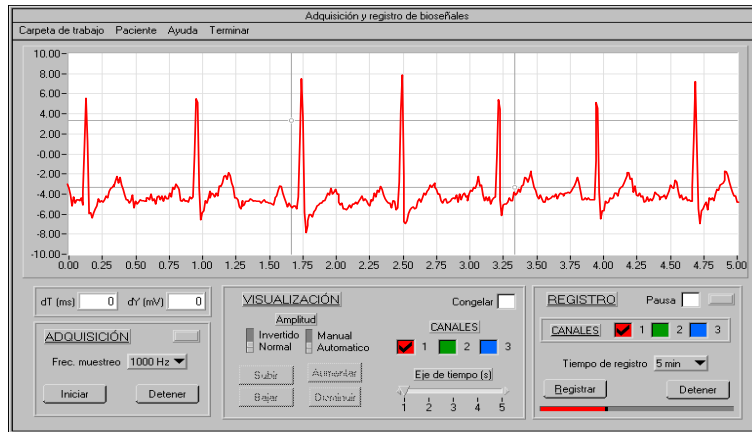 Adquisición y registro de bioseñales
Carpeta de trabajo Paciente Ayuda Terminar
10.00
8.00
6.00
4.00
2.00
-0.00
-2.00
-4.00
-6.00
-8.00
-10.00
0.00 0.25 0.50 0.75 1.00 1.25 1.50 1.75 2.00 2.25 2.50 2.75 3.00 3.25 3.50 3.75 4.00 4.25 4.50 4.75 5.00
dT (ms) 0 dY (mV) 0
ADQUISICIÓN
Frec. muestreo 1000 Hz
Iniciar Detener
VISUALIZACIÓN Congelar
Amplitud
Invertido Manual
Normal Automatico
CANALES
1 2 3
Subir Aumentar
Bajar Disminuir
Eje de tiempo (s)
1 2 3 4 5
REGISTRO Pausa
CANALES 1 2 3
Tiempo de registro 5 min
Registrar Detener